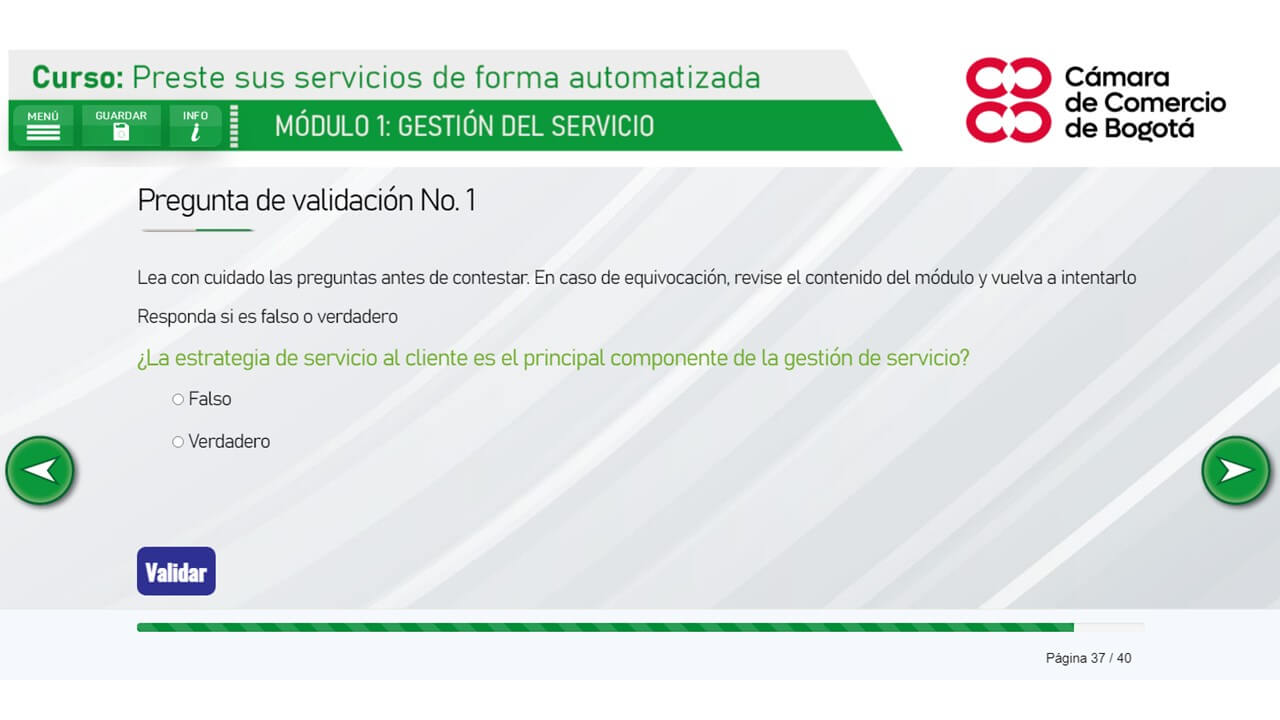 Curso: Preste sus servicios de forma automatizada
Cámara
de Comercio
de Bogotá
MENÚ
GUARDAR
INFO
i
MÓDULO 1: GESTIÓN DEL SERVICIO
Pregunta de validación No. 1
Lea con cuidado las preguntas antes de contestar. En caso de equivocación, revise el contenido del módulo y vuelva a intentarlo
Responda si es falso o verdadero
¿La estrategia de servicio al cliente es el principal componente de la gestión de servicio?
Falso
Verdadero
Validar
Página 37 / 40